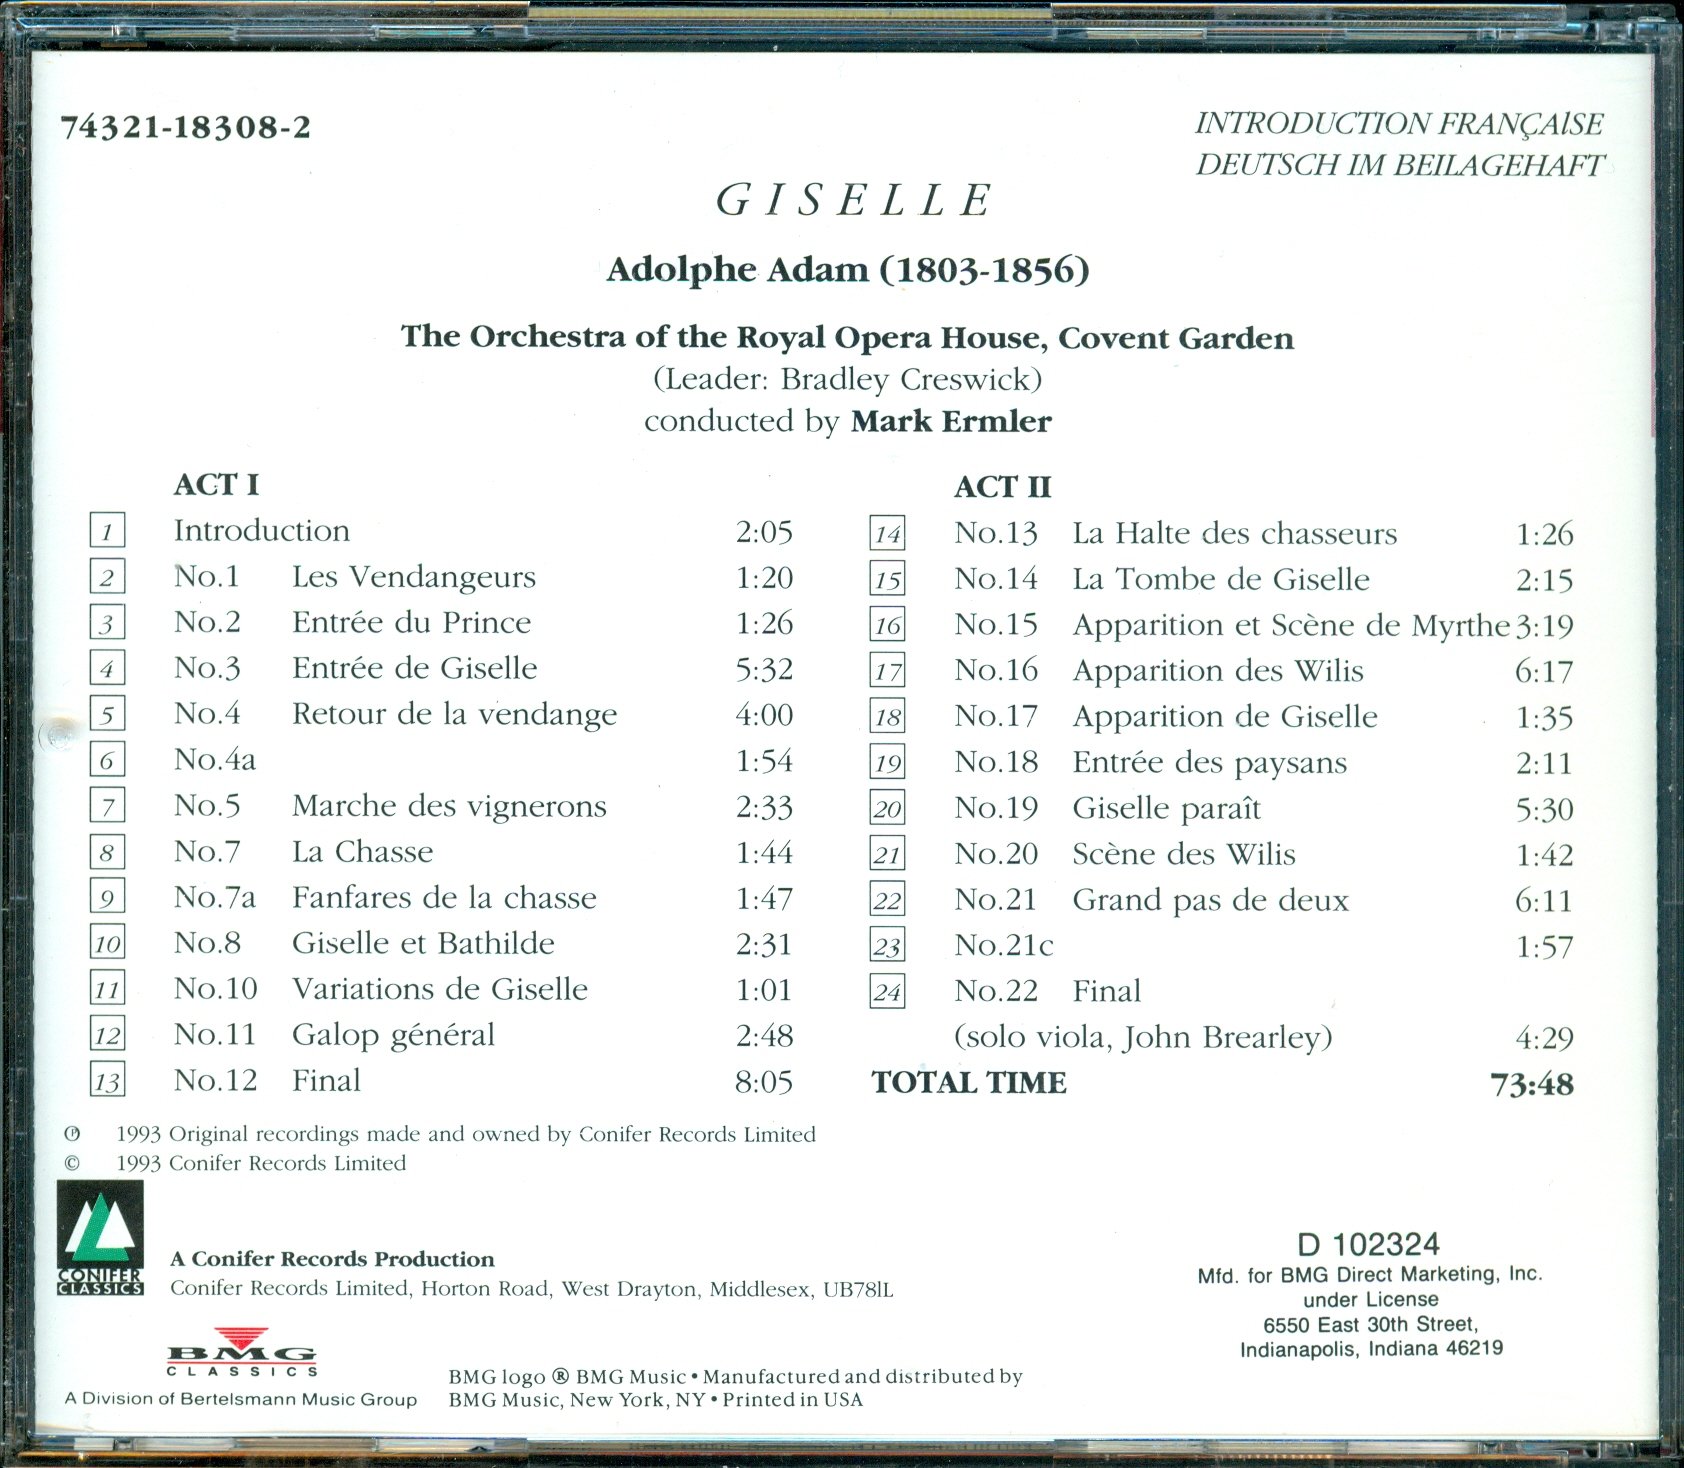 74321-18308-2
INTRODUCTION FRANÇAISE
DEUTSCH IM BEILAGEHAFT
GISELLE
Adolphe Adam (1803-1856)
The Orchestra of the Royal Opera House, Covent Garden
(Leader: Bradley Creswick)
conducted by Mark Ermler
ACT I
1 Introduction 2:05
2 No.1 Les Vendangeurs 1:20
3 No.2 Entrée du Prince 1:26
4 No.3 Entrée de Giselle 5:32
5 No.4 Retour de la vendange 4:00
6 No.4a 1:54
7 No.5 Marche des vignerons 2:33
8 No.7 La Chasse 1:44
9 No.7a Fanfares de la chasse 1:47
10 No.8 Giselle et Bathilde 2:31
11 No.10 Variations de Giselle 1:01
12 No.11 Galop général 2:48
13 No.12 Final 8:05
ACT II
14 No.13 La Halte des chasseurs 1:26
15 No.14 La Tombe de Giselle 2:15
16 No.15 Apparition et Scène de Myrthe 3:19
17 No.16 Apparition des Wilis 6:17
18 No.17 Apparition de Giselle 1:35
19 No.18 Entrée des paysans 2:11
20 No.19 Giselle paraît 5:30
21 No.20 Scène des Wilis 1:42
22 No.21 Grand pas de deux 6:11
23 No.21c 1:57
24 No.22 Final
(solo viola, John Brearley) 4:29
TOTAL TIME 73:48
℗ 1993 Original recordings made and owned by Conifer Records Limited
© 1993 Conifer Records Limited
CONIFER
CLASSICS
A Conifer Records Production
Conifer Records Limited, Horton Road, West Drayton, Middlesex, UB78lL
D 102324
Mfd. for BMG Direct Marketing, Inc.
under License
6550 East 30th Street,
Indianapolis, Indiana 46219
BMG
CLASSICS
A Division of Bertelsmann Music Group
BMG logo ® BMG Music • Manufactured and distributed by
BMG Music, New York, NY • Printed in USA